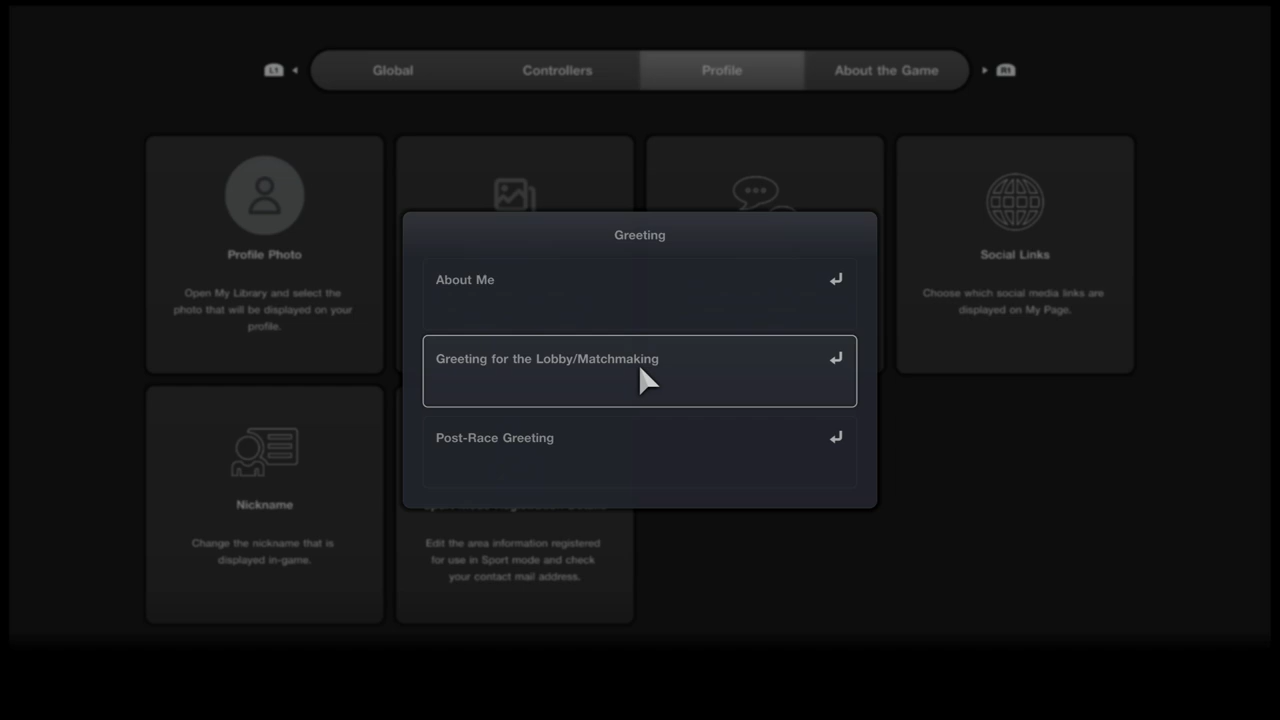 L1
Global
Controllers
Profile
About the Game
R1
Profile Photo
Open My Library and select the
photo that will be displayed on your
profile.
Social Links
Choose which social media links are
displayed on My Page.
Greeting
About Me
Greeting for the Lobby/Matchmaking
Post-Race Greeting
Nickname
Change the nickname that is
displayed in-game.
Edit the area information registered
for use in Sport mode and check
your contact mail address.